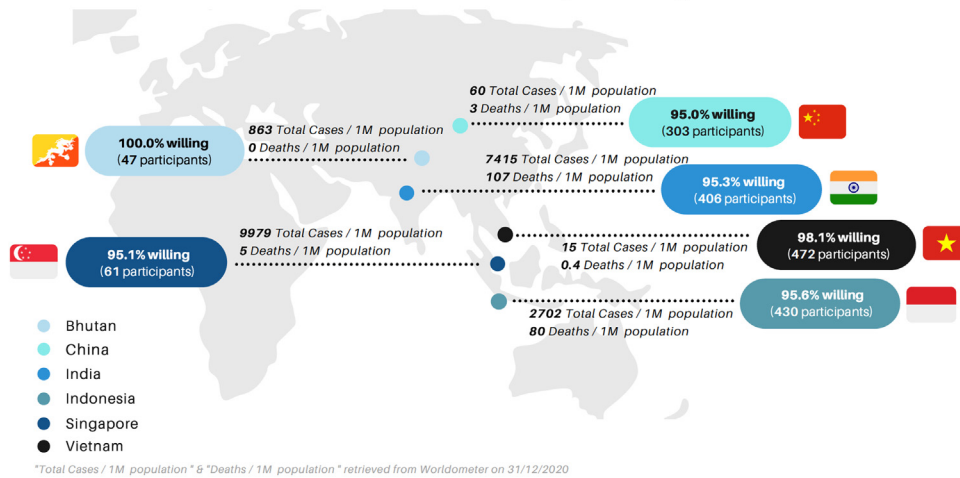 60 Total Cases / 1M population
3 Deaths / 1M population
95.0% willing
(303 participants)
863 Total Cases / 1M population
0 Deaths / 1M population
100.0% willing
(47 participants)
7415 Total Cases / 1M population
107 Deaths / 1M population
95.3% willing
(406 participants)
9979 Total Cases / 1M population
5 Deaths / 1M population
95.1% willing
(61 participants)
15 Total Cases / 1M population
0.4 Deaths / 1M population
98.1% willing
(472 participants)
2702 Total Cases / 1M population
80 Deaths / 1M population
95.6% willing
(430 participants)
Bhutan
China
India
Indonesia
Singapore
Vietnam
"Total Cases / 1M population " & "Deaths / 1M population " retrieved from Worldometer on 31/12/2020